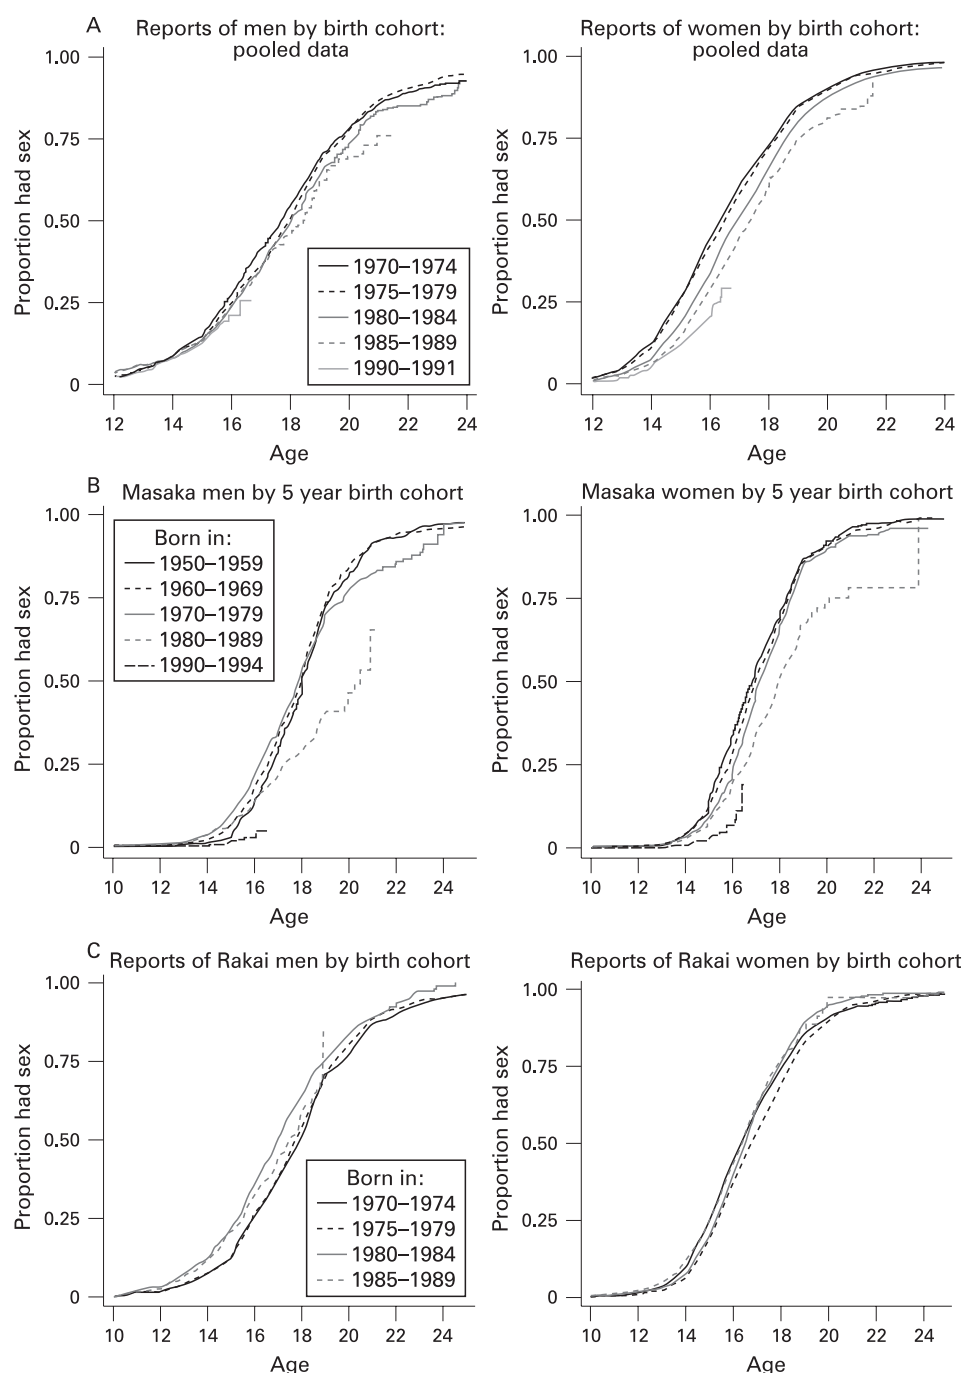 A
Reports of men by birth cohort:
pooled data
1.00
0.75
0.50
0.25
0
Proportion had sex
1970–1974
1975–1979
1980–1984
1985–1989
1990–1991
12 14 16 18 20 22 24
Age
Reports of women by birth cohort:
pooled data
1.00
0.75
0.50
0.25
0
Proportion had sex
12 14 16 18 20 22 24
Age
B
Masaka men by 5 year birth cohort
1.00
0.75
0.50
0.25
0
Proportion had sex
Born in:
1950–1959
1960–1969
1970–1979
1980–1989
1990–1994
10 12 14 16 18 20 22 24
Age
Masaka women by 5 year birth cohort
1.00
0.75
0.50
0.25
0
Proportion had sex
10 12 14 16 18 20 22 24
Age
C
Reports of Rakai men by birth cohort
1.00
0.75
0.50
0.25
0
Proportion had sex
Born in:
1970–1974
1975–1979
1980–1984
1985–1989
10 12 14 16 18 20 22 24
Age
Reports of Rakai women by birth cohort
1.00
0.75
0.50
0.25
0
Proportion had sex
10 12 14 16 18 20 22 24
Age